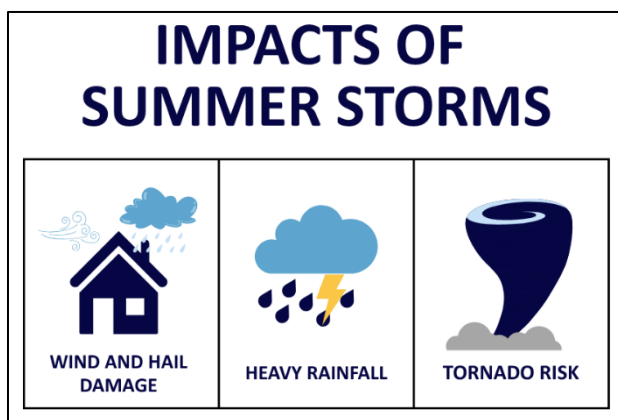 IMPACTS OF
SUMMER STORMS
WIND AND HAIL
DAMAGE
HEAVY RAINFALL
TORNADO RISK